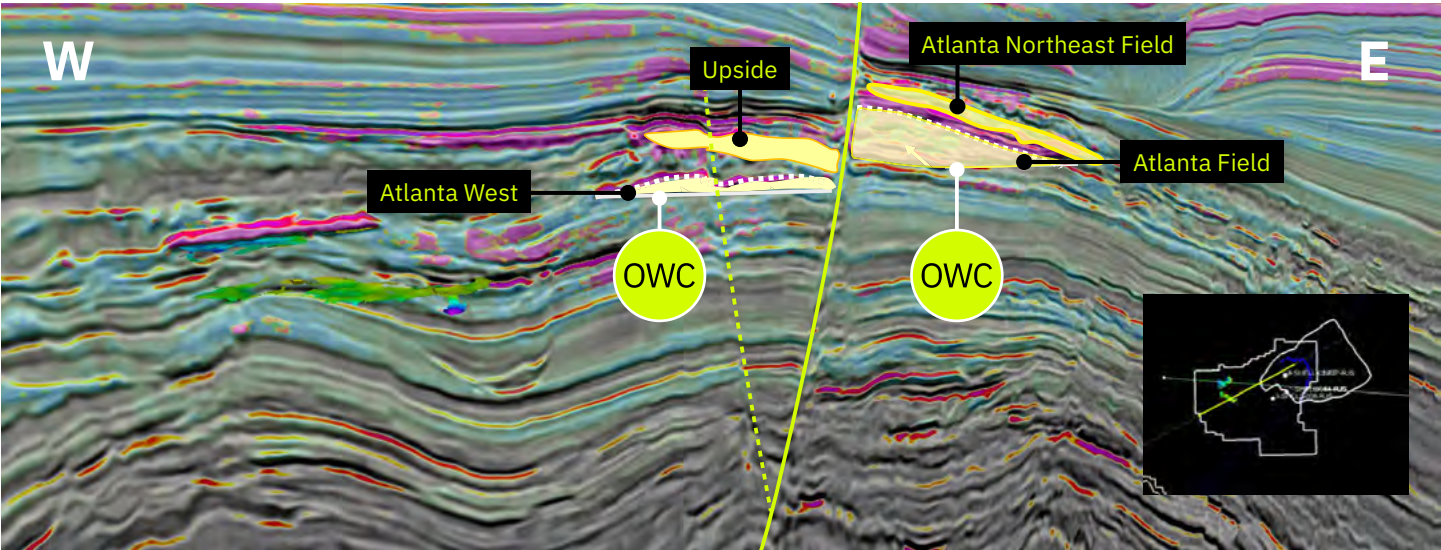 W
E
Atlanta Northeast Field
Upside
Atlanta Field
Atlanta West
OWC
OWC